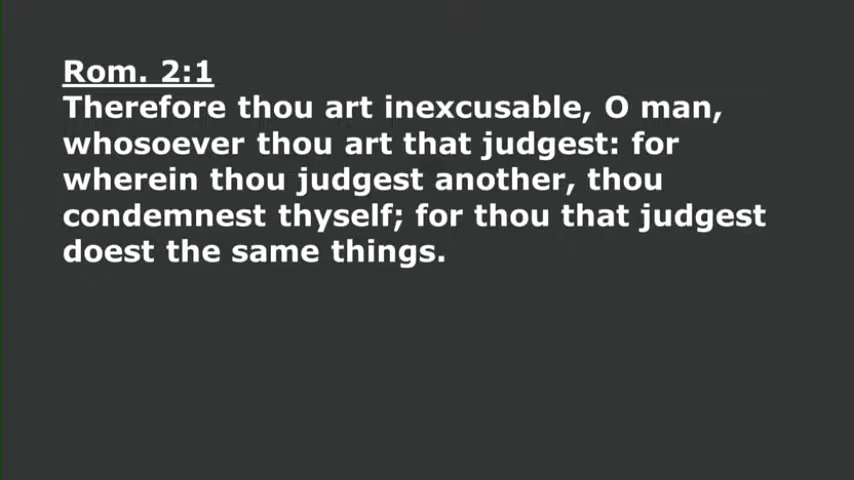 Rom. 2:1
Therefore thou art inexcusable, O man,
whosoever thou art that judgest: for
wherein thou judgest another, thou
condemnest thyself; for thou that judgest
doest the same things.